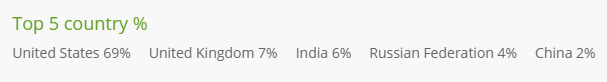 Top 5 country %
United States 69% United Kingdom 7% India 6% Russian Federation 4% China 2%